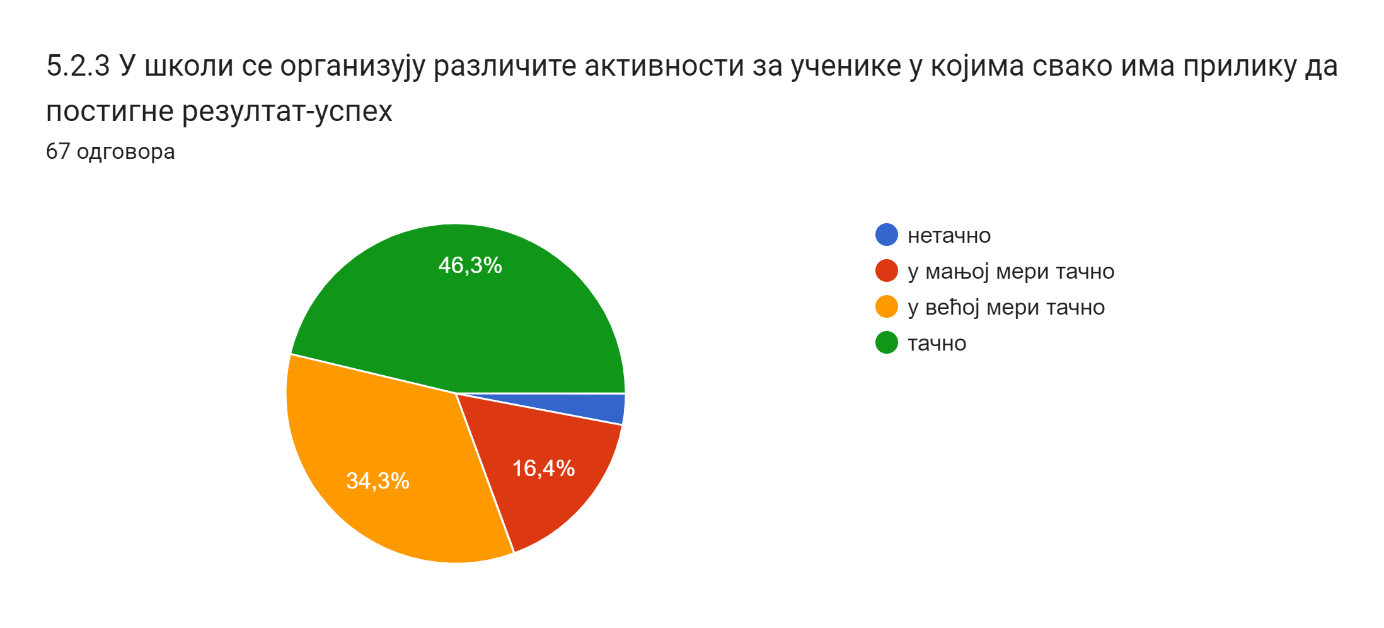 5.2.3 У школи се организују различите активности за ученике у којима свако има прилику да
постигне резултат-успех
67 одговора
46,3%
34,3%
16,4%
нетачно
у мањој мери тачно
у већој мери тачно
тачно